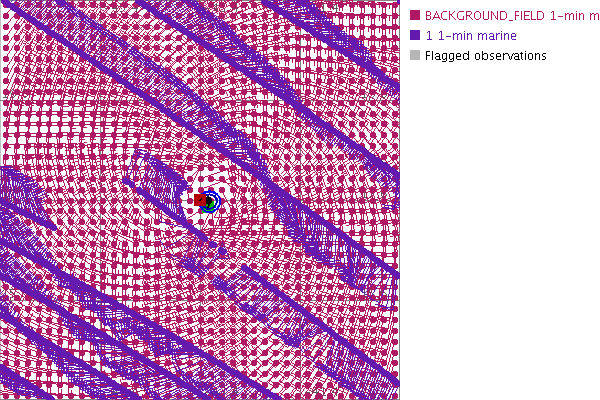 BACKGROUND_FIELD 1-min m
1 1-min marine
Flagged observations